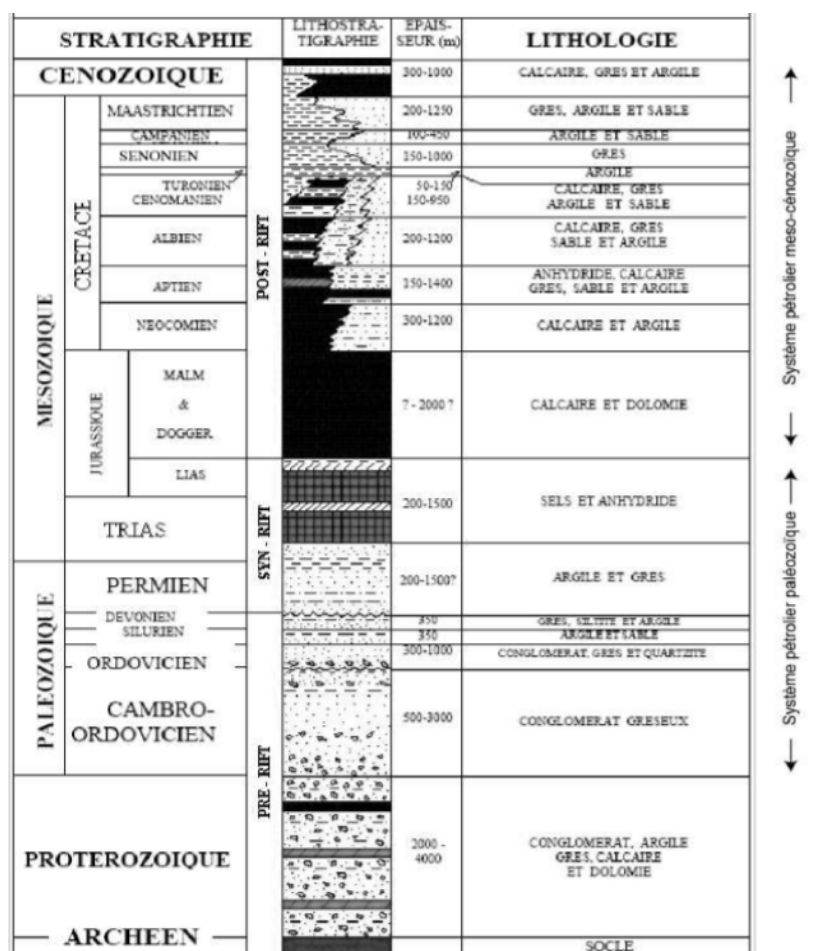 STRATIGRAPHIE
LITHOSTRA-
TIGRAPHIE
EPAIS-
SEUR (m)
LITHOLOGIE
CENOZOIQUE
300-1000
CALCAIRE, GRES ET ARGILE
MESOZOIQUE
CRETACE
POST - RIFT
MAASTRICHTIEN
200-1250
GRES, ARGILE ET SABLE
CAMPANIEN
100-450
ARGILE ET SABLE
SENONIEN
150-1000
GRES
ARGILE
TURONIEN
50-150
CENOMANIEN
150-950
CALCAIRE, GRES
ARGILE ET SABLE
ALBIEN
200-1200
CALCAIRE, GRES
SABLE ET ARGILE
APTIEN
150-1400
ANHYDRIDE, CALCAIRE
GRES, SABLE ET ARGILE
NEOCOMIEN
300-1200
CALCAIRE ET ARGILE
JURASSIQUE
MALM
&
DOGGER
? - 2000 ?
CALCAIRE ET DOLOMIE
LIAS
SYN - RIFT
200-1500
SELS ET ANHYDRIDE
TRIAS
PALEOZOIQUE
PERMIEN
200-1500?
ARGILE ET GRES
PRE - RIFT
DEVONIEN
350
GRES, SILTITE ET ARGILE
SILURIEN
350
ARGILE ET SABLE
ORDOVICIEN
300-1000
CONGLOMERAT, GRES ET QUARTZITE
CAMBRO-
ORDOVICIEN
500-3000
CONGLOMERAT GRESEUX
PROTEROZOIQUE
2000 -
4000
CONGLOMERAT, ARGILE
GRES, CALCAIRE
ET DOLOMIE
ARCHEEN
SOCLE
Système pétrolier meso-cénozoïque
Système pétrolier paléozoïque